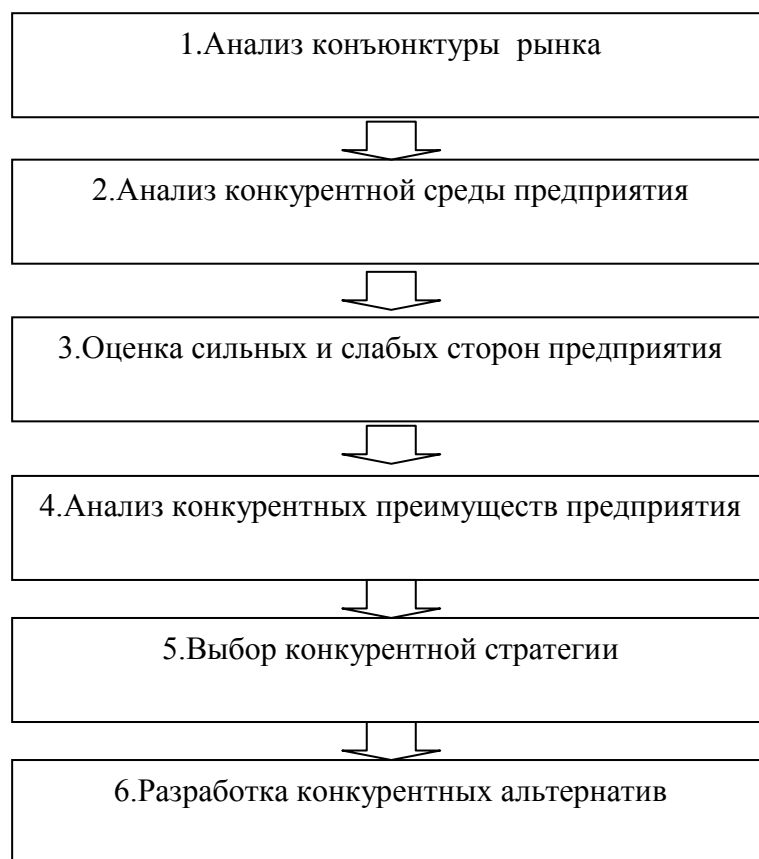 1.Анализ конъюнктуры рынка
2.Анализ конкурентной среды предприятия
3.Оценка сильных и слабых сторон предприятия
4.Анализ конкурентных преимуществ предприятия
5.Выбор конкурентной стратегии
6.Разработка конкурентных альтернатив